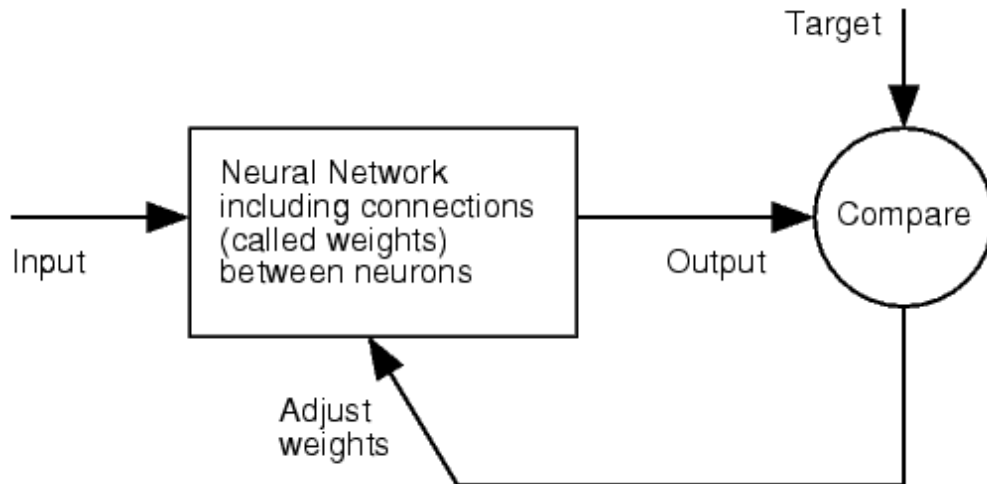 Target
Neural Network
including connections
(called weights)
between neurons
Compare
Input
Output
Adjust
weights